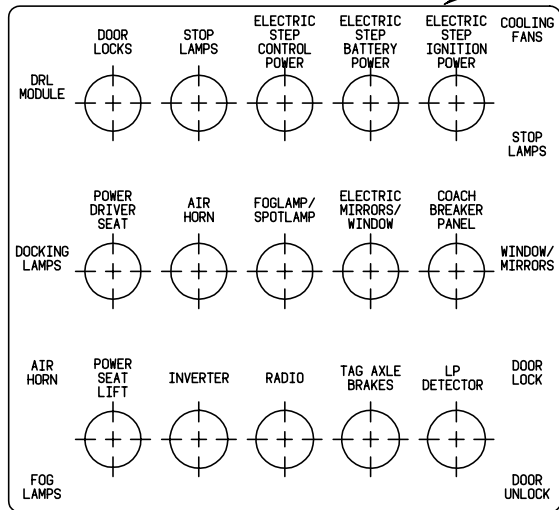 DOOR
LOCKS
STOP
LAMPS
ELECTRIC
STEP
CONTROL
POWER
ELECTRIC
STEP
BATTERY
POWER
ELECTRIC
STEP
IGNITION
POWER
COOLING
FANS
DRL
MODULE
STOP
LAMPS
POWER
DRIVER
SEAT
AIR
HORN
FOGLAMP/
SPOTLAMP
ELECTRIC
MIRRORS/
WINDOW
COACH
BREAKER
PANEL
DOCKING
LAMPS
WINDOW/
MIRRORS
AIR
HORN
POWER
SEAT
LIFT
INVERTER
RADIO
TAG AXLE
BRAKES
LP
DETECTOR
DOOR
LOCK
FOG
LAMPS
DOOR
UNLOCK